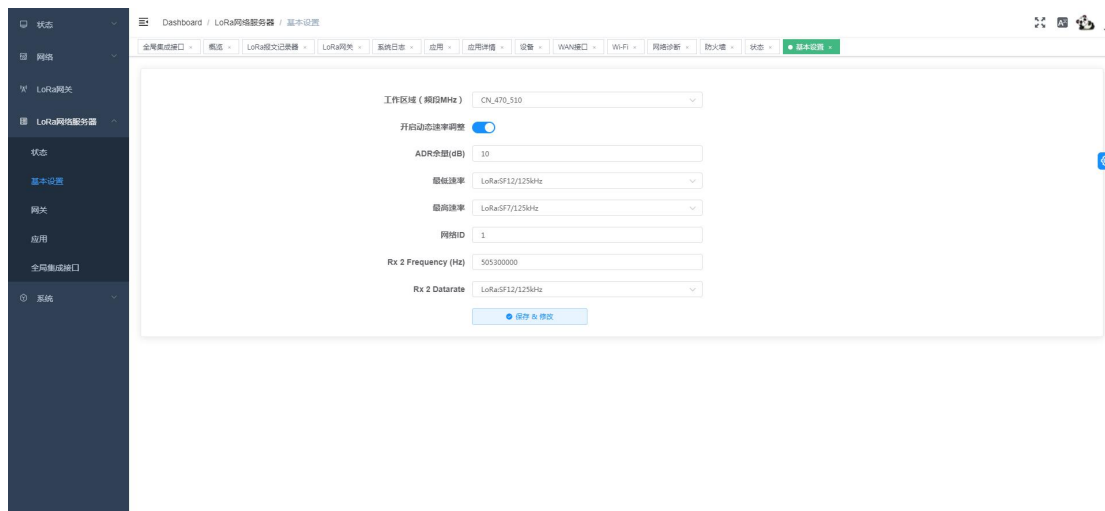 Dashboard / LoRa网络服务器 / 基本设置
全局集成接口 × 概览 × LoRa报文记录器 × LoRa网关 × 系统日志 × 应用 × 应用详情 × 设备 × WAN接口 × Wi-Fi × 网络诊断 × 防火墙 × 状态 × 基本设置 ×
状态
网络
LoRa网关
LoRa网络服务器
状态
基本设置
网关
应用
全局集成接口
系统
工作区域（频段MHz） CN_470_510
开启动态速率调整
ADR余量(dB) 10
最低速率 LoRa:SF12/125kHz
最高速率 LoRa:SF7/125kHz
网络ID 1
Rx 2 Frequency (Hz) 505300000
Rx 2 Datarate LoRa:SF12/125kHz
保存 & 修改